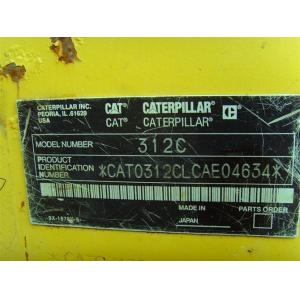 CATERPILLAR INC. CAT® CATERPILLAR® C
PEORIA, IL. 61629 CAT® CATERPILLAR®
USA
MODEL NUMBER 312C
PRODUCT
IDENTIFICATION *CAT0312CLCAE04634*
NUMBER
MADE IN PARTS ORDER
JAPAN